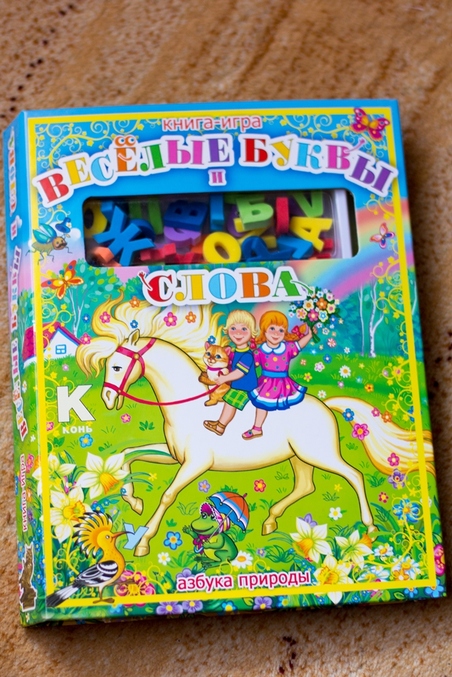 книга-игра
ВЕСЁЛЫЕ БУКВЫ
И
СЛОВА
К
КОНЬ
У
азбука природы